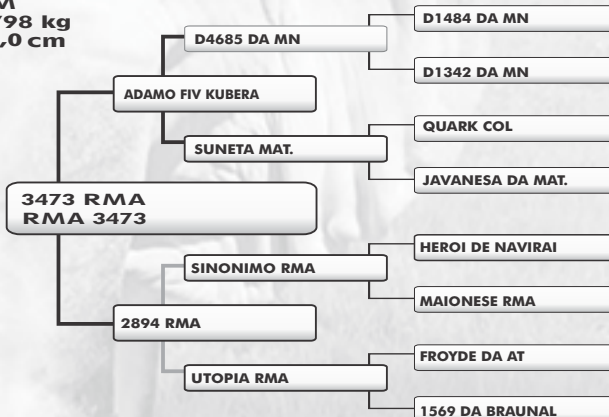 M
798 kg
,0 cm
D1484 DA MN
D4685 DA MN
D1342 DA MN
ADAMO FIV KUBERA
QUARK COL
SUNETA MAT.
JAVANESA DA MAT.
3473 RMA
RMA 3473
HEROI DE NAVIRAI
SINONIMO RMA
MAIONESE RMA
2894 RMA
FROYDE DA AT
UTOPIA RMA
1569 DA BRAUNAL